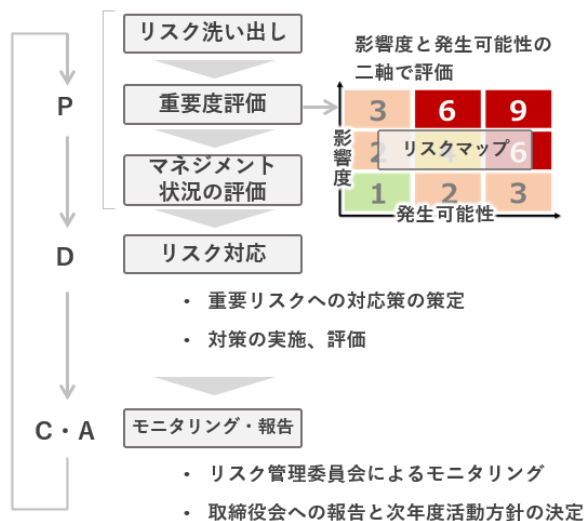 リスク洗い出し
影響度と発生可能性の
二軸で評価
P
重要度評価
3 6 9
影響度
2 4 6
リスクマップ
マネジメント
状況の評価
1 2 3
発生可能性
D
リスク対応
・ 重要リスクへの対応策の策定
・ 対策の実施、評価
C・A
モニタリング・報告
・ リスク管理委員会によるモニタリング
・ 取締役会への報告と次年度活動方針の決定